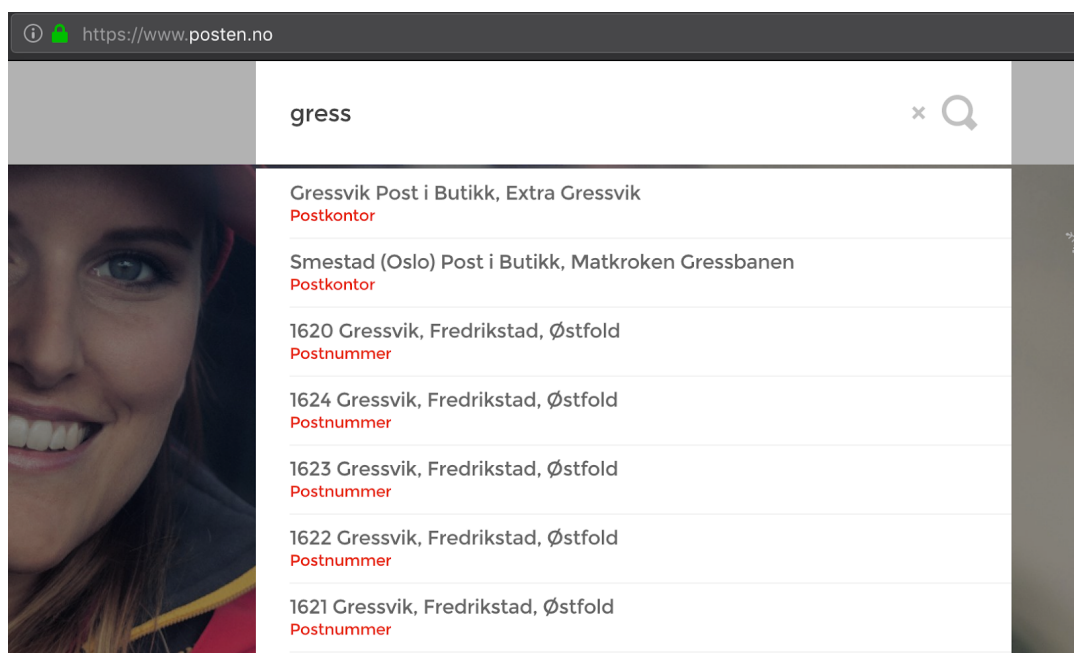 https://www.posten.no
gress
Gressvik Post i Butikk, Extra Gressvik
Postkontor
Smestad (Oslo) Post i Butikk, Matkroken Gressbanen
Postkontor
1620 Gressvik, Fredrikstad, Østfold
Postnummer
1624 Gressvik, Fredrikstad, Østfold
Postnummer
1623 Gressvik, Fredrikstad, Østfold
Postnummer
1622 Gressvik, Fredrikstad, Østfold
Postnummer
1621 Gressvik, Fredrikstad, Østfold
Postnummer